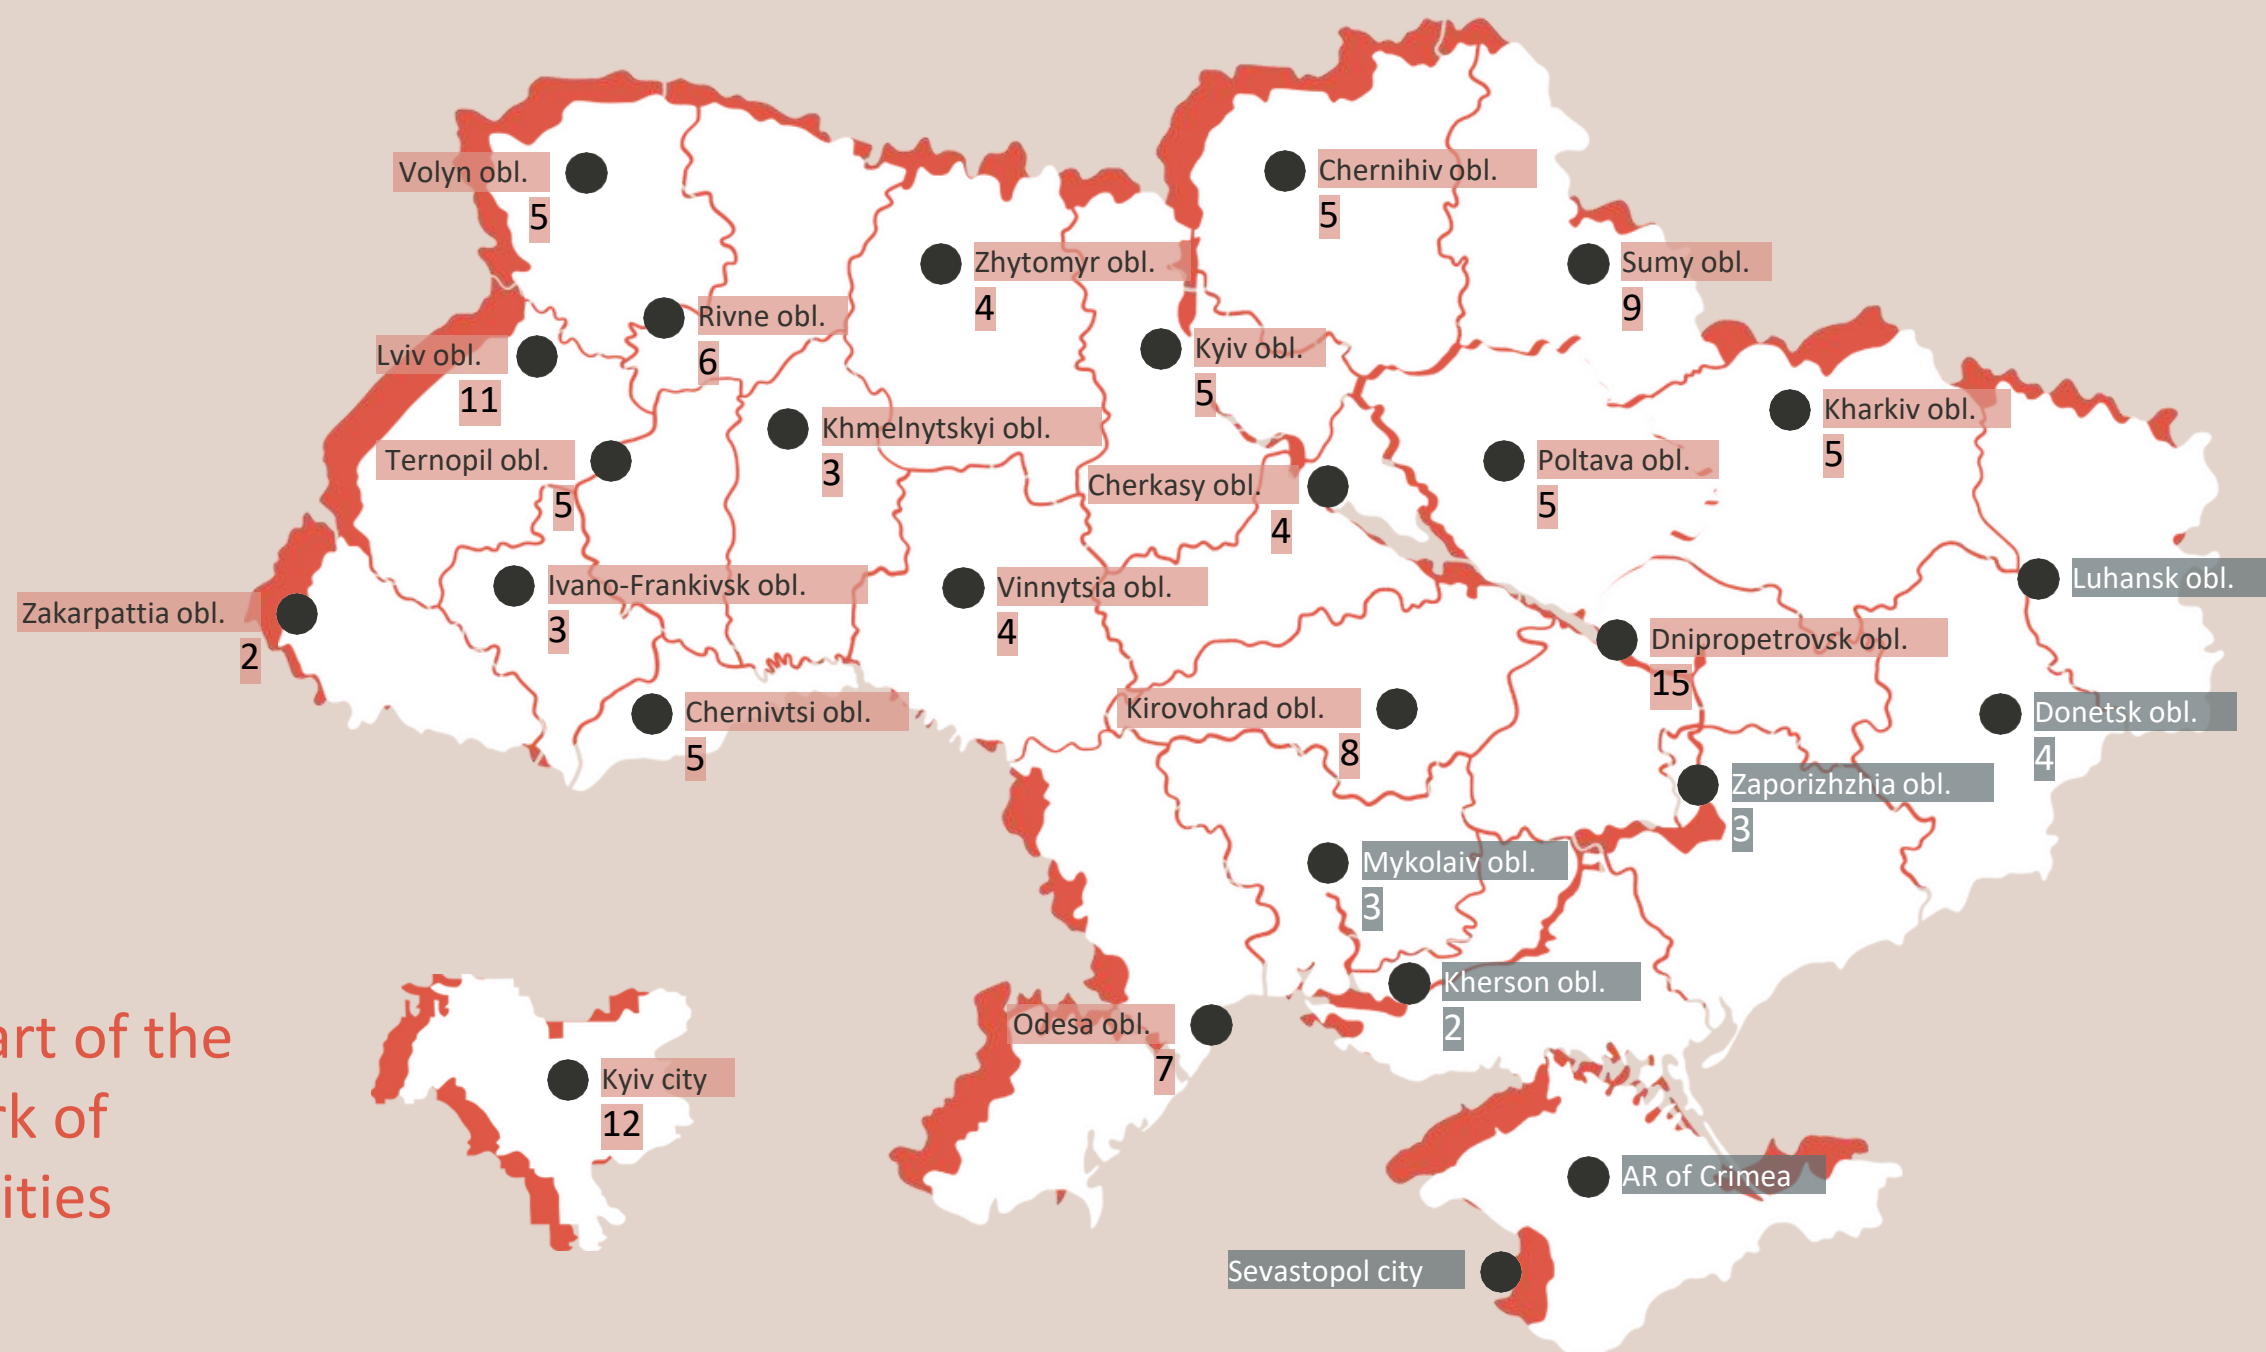 Volyn obl.
5
Chernihiv obl.
5
Zhytomyr obl.
4
Sumy obl.
9
Rivne obl.
6
Lviv obl.
11
Kyiv obl.
5
Kharkiv obl.
5
Khmelnytskyi obl.
3
Ternopil obl.
5
Cherkasy obl.
4
Poltava obl.
5
Luhansk obl.
Ivano-Frankivsk obl.
3
Vinnytsia obl.
4
Zakarpattia obl.
2
Dnipropetrovsk obl.
15
Chernivtsi obl.
5
Kirovohrad obl.
8
Donetsk obl.
4
Zaporizhzhia obl.
3
Mykolaiv obl.
3
Kherson obl.
2
Odesa obl.
7
Kyiv city
12
of the
of
AR of Crimea
Sevastopol city